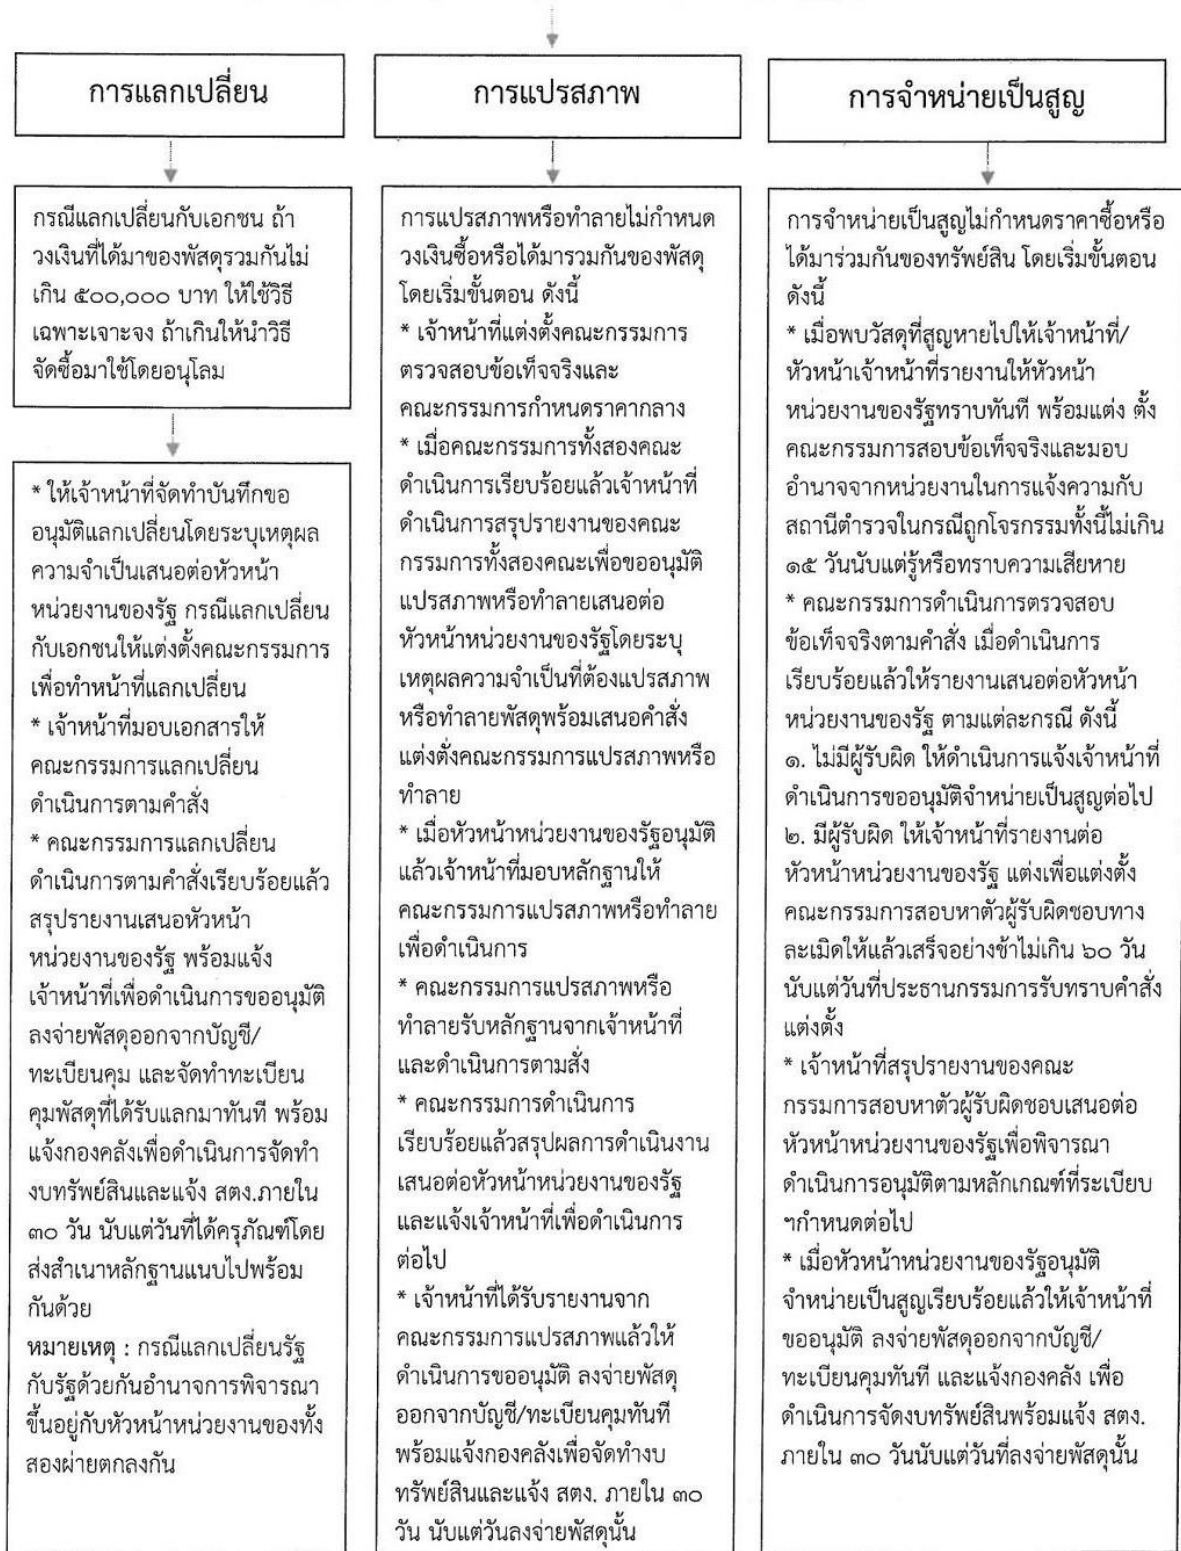 การแลกเปลี่ยน
กรณีแลกเปลี่ยนกับเอกชน ถ้า
วงเงินที่ได้มาของพัสดุรวมกันไม่
เกิน ๕๐๐,๐๐๐ บาท ให้ใช้วิธี
เฉพาะเจาะจง ถ้าเกินให้นำวิธี
จัดซื้อมาใช้โดยอนุโลม
* ให้เจ้าหน้าที่จัดทำบันทึกขอ
อนุมัติแลกเปลี่ยนโดยระบุเหตุผล
ความจำเป็นเสนอต่อหัวหน้า
หน่วยงานของรัฐ กรณีแลกเปลี่ยน
กับเอกชนให้แต่งตั้งคณะกรรมการ
เพื่อทำหน้าที่แลกเปลี่ยน
* เจ้าหน้าที่มอบเอกสารให้
คณะกรรมการแลกเปลี่ยน
ดำเนินการตามคำสั่ง
* คณะกรรมการแลกเปลี่ยน
ดำเนินการตามคำสั่งเรียบร้อยแล้ว
สรุปรายงานเสนอหัวหน้า
หน่วยงานของรัฐ พร้อมแจ้ง
เจ้าหน้าที่เพื่อดำเนินการขออนุมัติ
ลงจ่ายพัสดุออกจากบัญชี/
ทะเบียนคุม และจัดทำทะเบียน
คุมพัสดุที่ได้รับแลกมาทันที พร้อม
แจ้งกองคลังเพื่อดำเนินการจัดทำ
งบทรัพย์สินและแจ้ง สตง.ภายใน
๓๐ วัน นับแต่วันที่ได้ครุภัณฑ์โดย
ส่งสำเนาหลักฐานแนบไปพร้อม
กันด้วย
หมายเหตุ : กรณีแลกเปลี่ยนรัฐ
กับรัฐด้วยกันอำนาจการพิจารณา
ขึ้นอยู่กับหัวหน้าหน่วยงานของทั้ง
สองฝ่ายตกลงกัน
การแปรสภาพ
การแปรสภาพหรือทำลายไม่กำหนด
วงเงินซื้อหรือได้มารวมกันของพัสดุ
โดยเริ่มขั้นตอน ดังนี้
* เจ้าหน้าที่แต่งตั้งคณะกรรมการ
ตรวจสอบข้อเท็จจริงและ
คณะกรรมการกำหนดราคากลาง
* เมื่อคณะกรรมการทั้งสองคณะ
ดำเนินการเรียบร้อยแล้วเจ้าหน้าที่
ดำเนินการสรุปรายงานของคณะ
กรรมการทั้งสองคณะเพื่อขออนุมัติ
แปรสภาพหรือทำลายเสนอต่อ
หัวหน้าหน่วยงานของรัฐโดยระบุ
เหตุผลความจำเป็นที่ต้องแปรสภาพ
หรือทำลายพัสดุพร้อมเสนอคำสั่ง
แต่งตั่งคณะกรรมการแปรสภาพหรือ
ทำลาย
* เมื่อหัวหน้าหน่วยงานของรัฐอนุมัติ
แล้วเจ้าหน้าที่มอบหลักฐานให้
คณะกรรมการแปรสภาพหรือทำลาย
เพื่อดำเนินการ
* คณะกรรมการแปรสภาพหรือ
ทำลายรับหลักฐานจากเจ้าหน้าที่
และดำเนินการตามสั่ง
* คณะกรรมการดำเนินการ
เรียบร้อยแล้วสรุปผลการดำเนินงาน
เสนอต่อหัวหน้าหน่วยงานของรัฐ
และแจ้งเจ้าหน้าที่เพื่อดำเนินการ
ต่อไป
* เจ้าหน้าที่ได้รับรายงานจาก
คณะกรรมการแปรสภาพแล้วให้
ดำเนินการขออนุมัติ ลงจ่ายพัสดุ
ออกจากบัญชี/ทะเบียนคุมทันที
พร้อมแจ้งกองคลังเพื่อจัดทำงบ
ทรัพย์สินและแจ้ง สตง. ภายใน ๓๐
วัน นับแต่วันลงจ่ายพัสดุนั้น
การจำหน่ายเป็นสูญ
การจำหน่ายเป็นสูญไม่กำหนดราคาซื้อหรือ
ได้มาร่วมกันของทรัพย์สิน โดยเริ่มขั้นตอน
ดังนี้
* เมื่อพบวัสดุที่สูญหายไปให้เจ้าหน้าที่/
หัวหน้าเจ้าหน้าที่รายงานให้หัวหน้า
หน่วยงานของรัฐทราบทันที พร้อมแต่ง ตั้ง
คณะกรรมการสอบข้อเท็จจริงและมอบ
อำนาจจากหน่วยงานในการแจ้งความกับ
สถานีตำรวจในกรณีถูกโจรกรรมทั้งนี้ไม่เกิน
๑๕ วันนับแต่รู้หรือทราบความเสียหาย
* คณะกรรมการดำเนินการตรวจสอบ
ข้อเท็จจริงตามคำสั่ง เมื่อดำเนินการ
เรียบร้อยแล้วให้รายงานเสนอต่อหัวหน้า
หน่วยงานของรัฐ ตามแต่ละกรณี ดังนี้
๑. ไม่มีผู้รับผิด ให้ดำเนินการแจ้งเจ้าหน้าที่
ดำเนินการขออนุมัติจำหน่ายเป็นสูญต่อไป
๒. มีผู้รับผิด ให้เจ้าหน้าที่รายงานต่อ
หัวหน้าหน่วยงานของรัฐ แต่งเพื่อแต่งตั้ง
คณะกรรมการสอบหาตัวผู้รับผิดชอบทาง
ละเมิดให้แล้วเสร็จอย่างช้าไม่เกิน ๖๐ วัน
นับแต่วันที่ประธานกรรมการรับทราบคำสั่ง
แต่งตั้ง
* เจ้าหน้าที่สรุปรายงานของคณะ
กรรมการสอบหาตัวผู้รับผิดชอบเสนอต่อ
หัวหน้าหน่วยงานของรัฐเพื่อพิจารณา
ดำเนินการอนุมัติตามหลักเกณฑ์ที่ระเบียบ
ฯกำหนดต่อไป
* เมื่อหัวหน้าหน่วยงานของรัฐอนุมัติ
จำหน่ายเป็นสูญเรียบร้อยแล้วให้เจ้าหน้าที่
ขออนุมัติ ลงจ่ายพัสดุออกจากบัญชี/
ทะเบียนคุมทันที และแจ้งกองคลัง เพื่อ
ดำเนินการจัดงบทรัพย์สินพร้อมแจ้ง สตง.
ภายใน ๓๐ วันนับแต่วันที่ลงจ่ายพัสดุนั้น